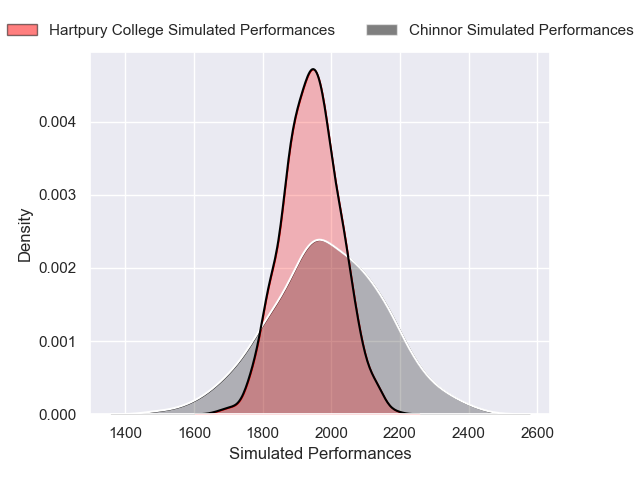 Hartpury College Simulated Performances
Chinnor Simulated Performances
0.004
0.003
0.002
0.001
0.000
Density
1400 1600 1800 2000 2200 2400 2600
Simulated Performances